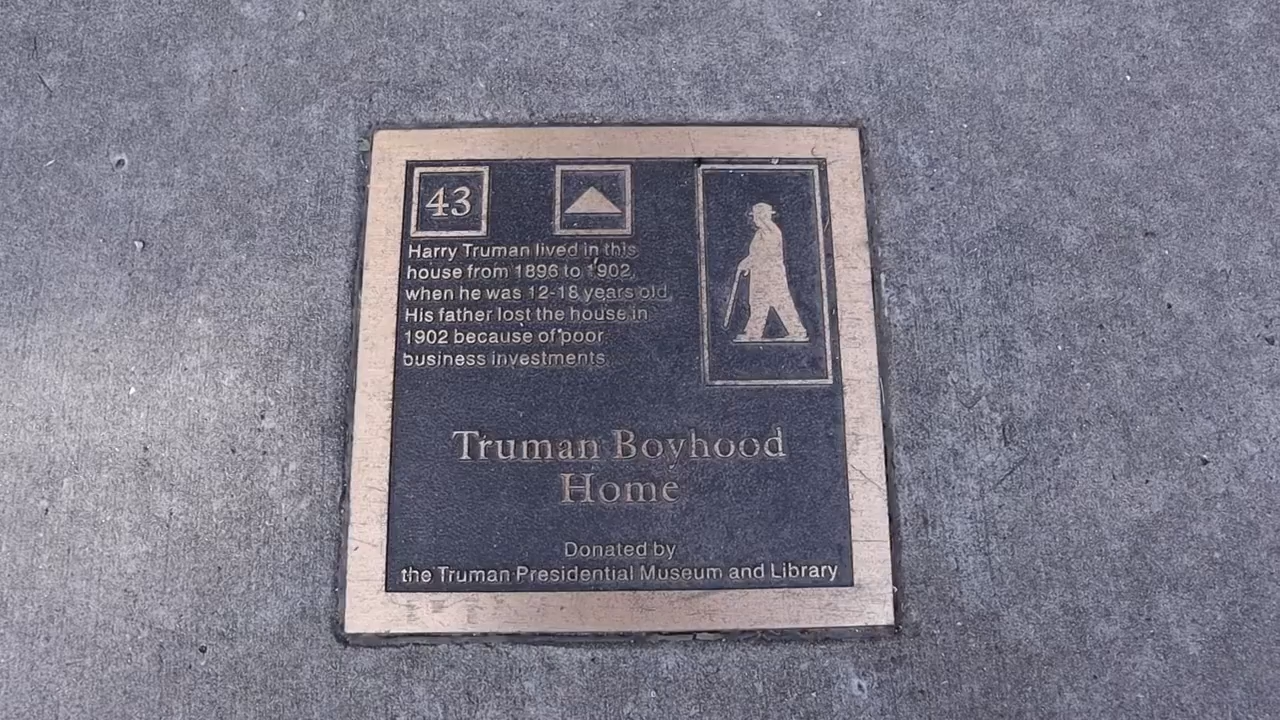 43
Harry Truman lived in this
house from 1896 to 1902,
when he was 12-18 years old.
His father lost the house in
1902 because of poor
business investments.
Truman Boyhood
Home
Donated by
the Truman Presidential Museum and Library